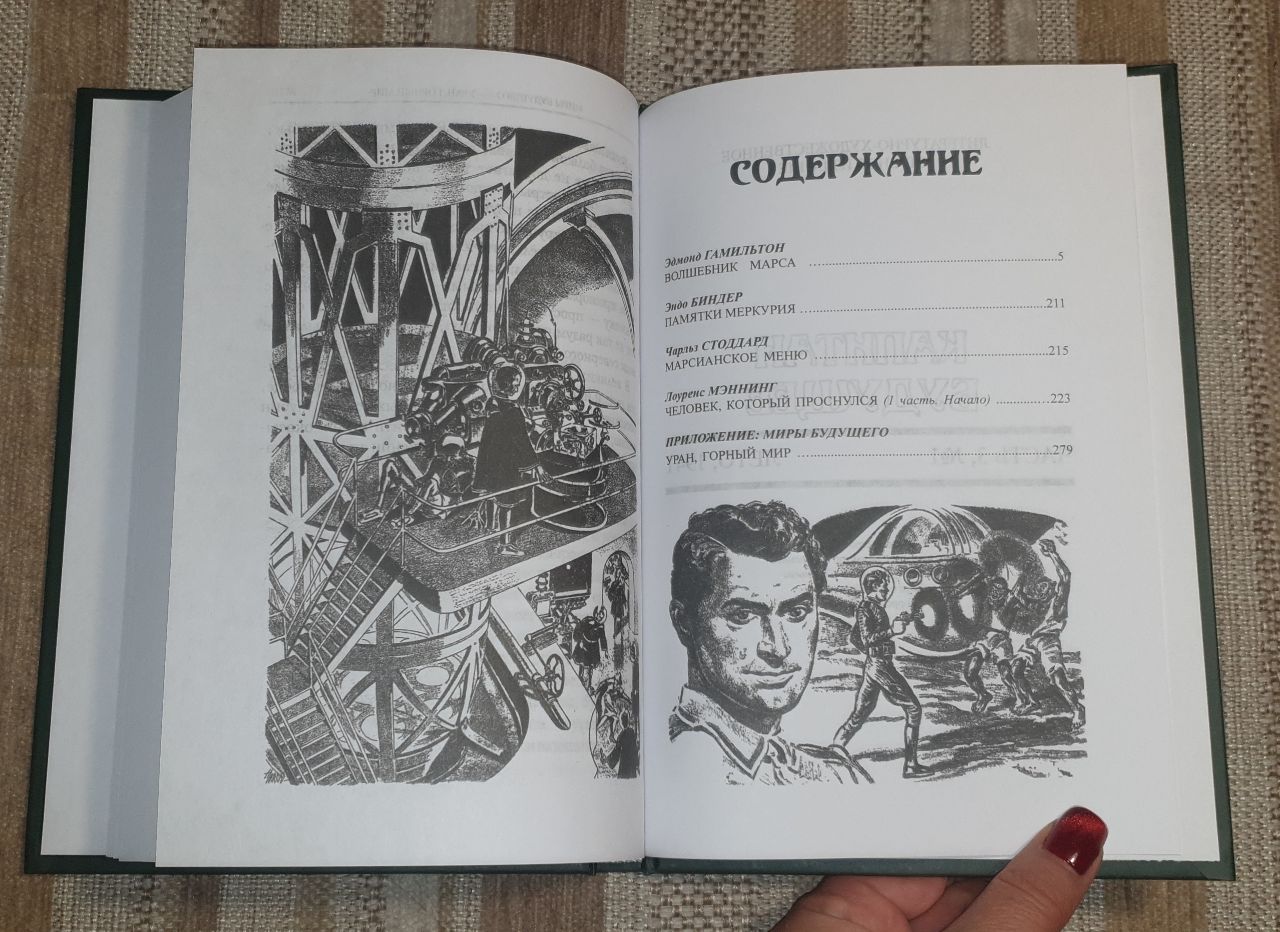 СОДЕРЖАНИЕ
Эдмонд ГАМИЛЬТОН
ВОЛШЕБНИК МАРСА ..........5
Эндо БИНДЕР
ПАМЯТКИ МЕРКУРИЯ ..........211
Чарльз СТОДДАРД
МАРСИАНСКОЕ МЕНЮ ..........215
Лоуренс МЭННИНГ
ЧЕЛОВЕК, КОТОРЫЙ ПРОСНУЛСЯ (1 часть. Начало) ..........223
ПРИЛОЖЕНИЕ: МИРЫ БУДУЩЕГО
УРАН, ГОРНЫЙ МИР ..........279